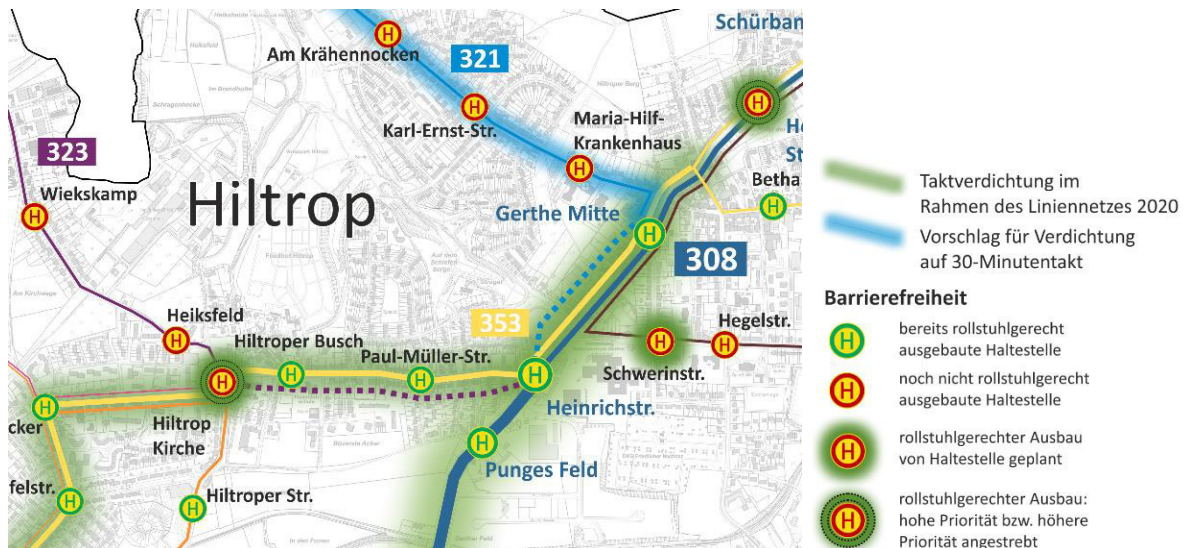 Schürban
Am Krähennocken
321
Karl-Ernst-Str.
Maria-Hilf-
Krankenhaus
323
Wiekskamp
Hiltrop
Gerthe Mitte
Betha
308
353
Heiksfeld
Hiltroper Busch
Paul-Müller-Str.
Hegelstr.
Schwerinstr.
Heinrichstr.
cker
Hiltrop
Kirche
Punges Feld
felstr.
Hiltroper Str.
Taktverdichtung im
Rahmen des Liniennetzes 2020
Vorschlag für Verdichtung
auf 30-Minutentakt
Barrierefreiheit
H bereits rollstuhlgerecht
ausgebaute Haltestelle
H noch nicht rollstuhlgerecht
ausgebaute Haltestelle
H rollstuhlgerechter Ausbau
von Haltestelle geplant
H rollstuhlgerechter Ausbau:
hohe Priorität bzw. höhere
Priorität angestrebt